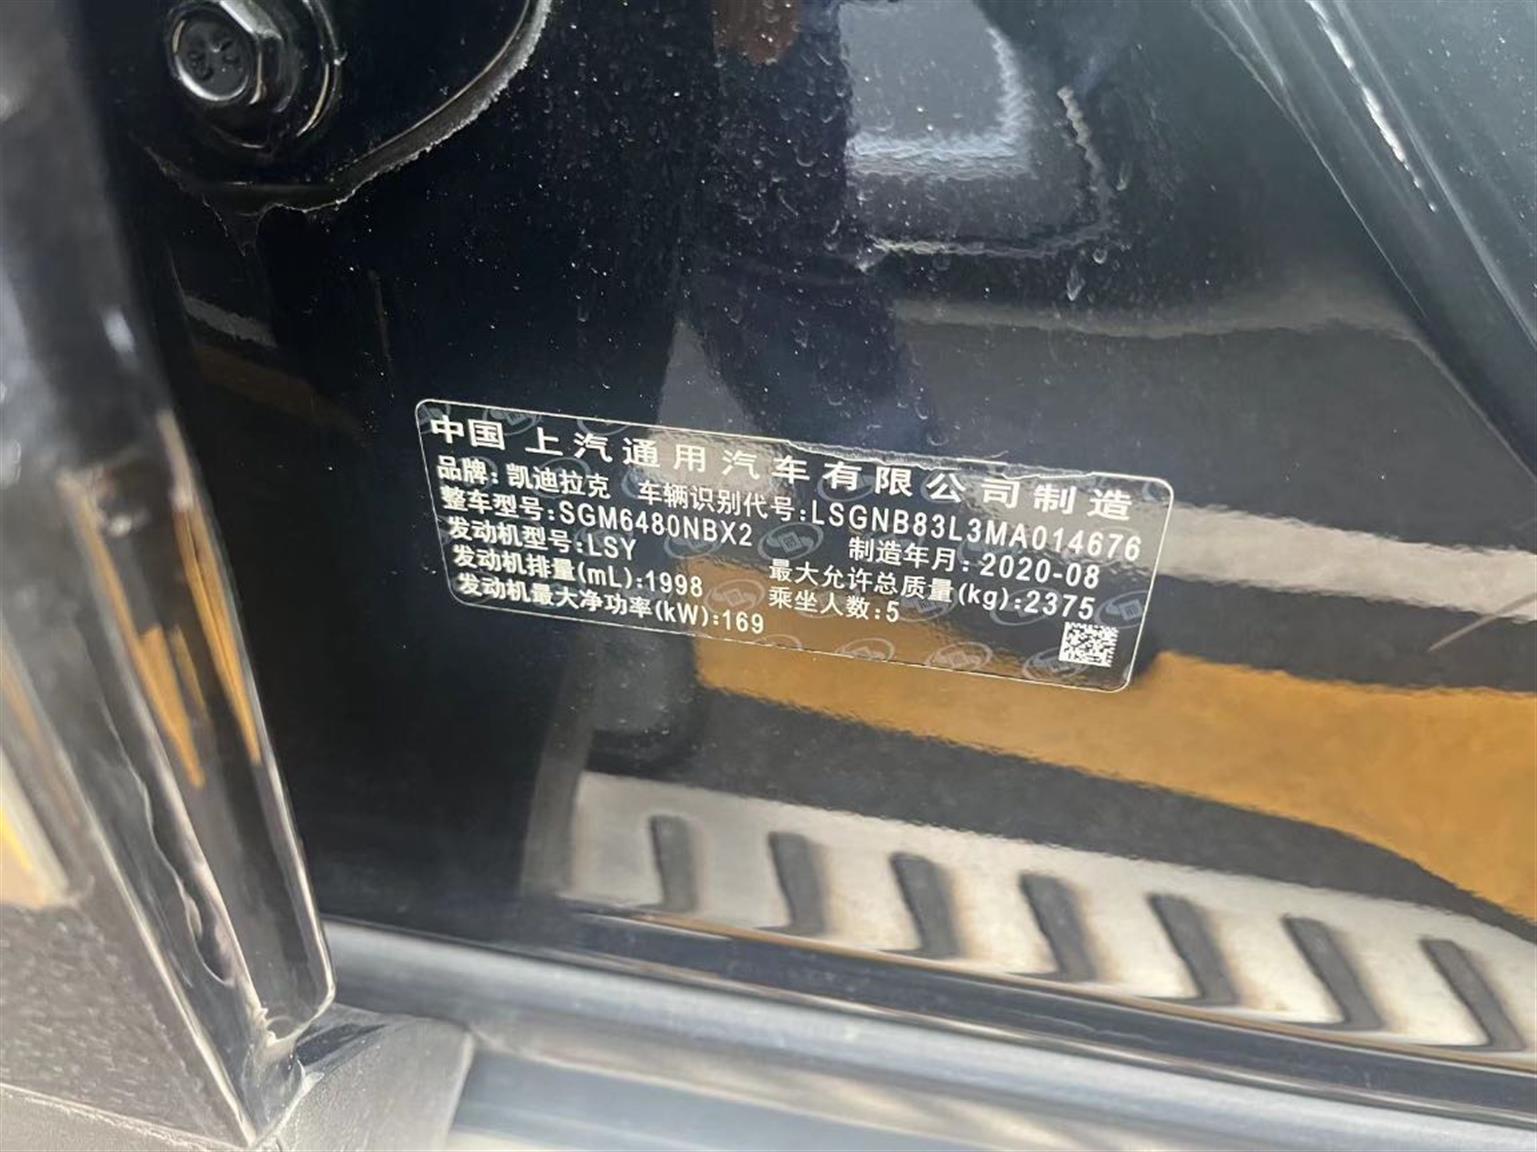 中国 上汽通用汽车有限公司制造
品牌:凯迪拉克 车辆识别代号:LSGNB83L3MA014676
整车型号:SGM6480NBX2 制造年月:2020-08
发动机型号:LSY 最大允许总质量(kg):2375
发动机排量(mL):1998 乘坐人数:5
发动机最大净功率(kW):169